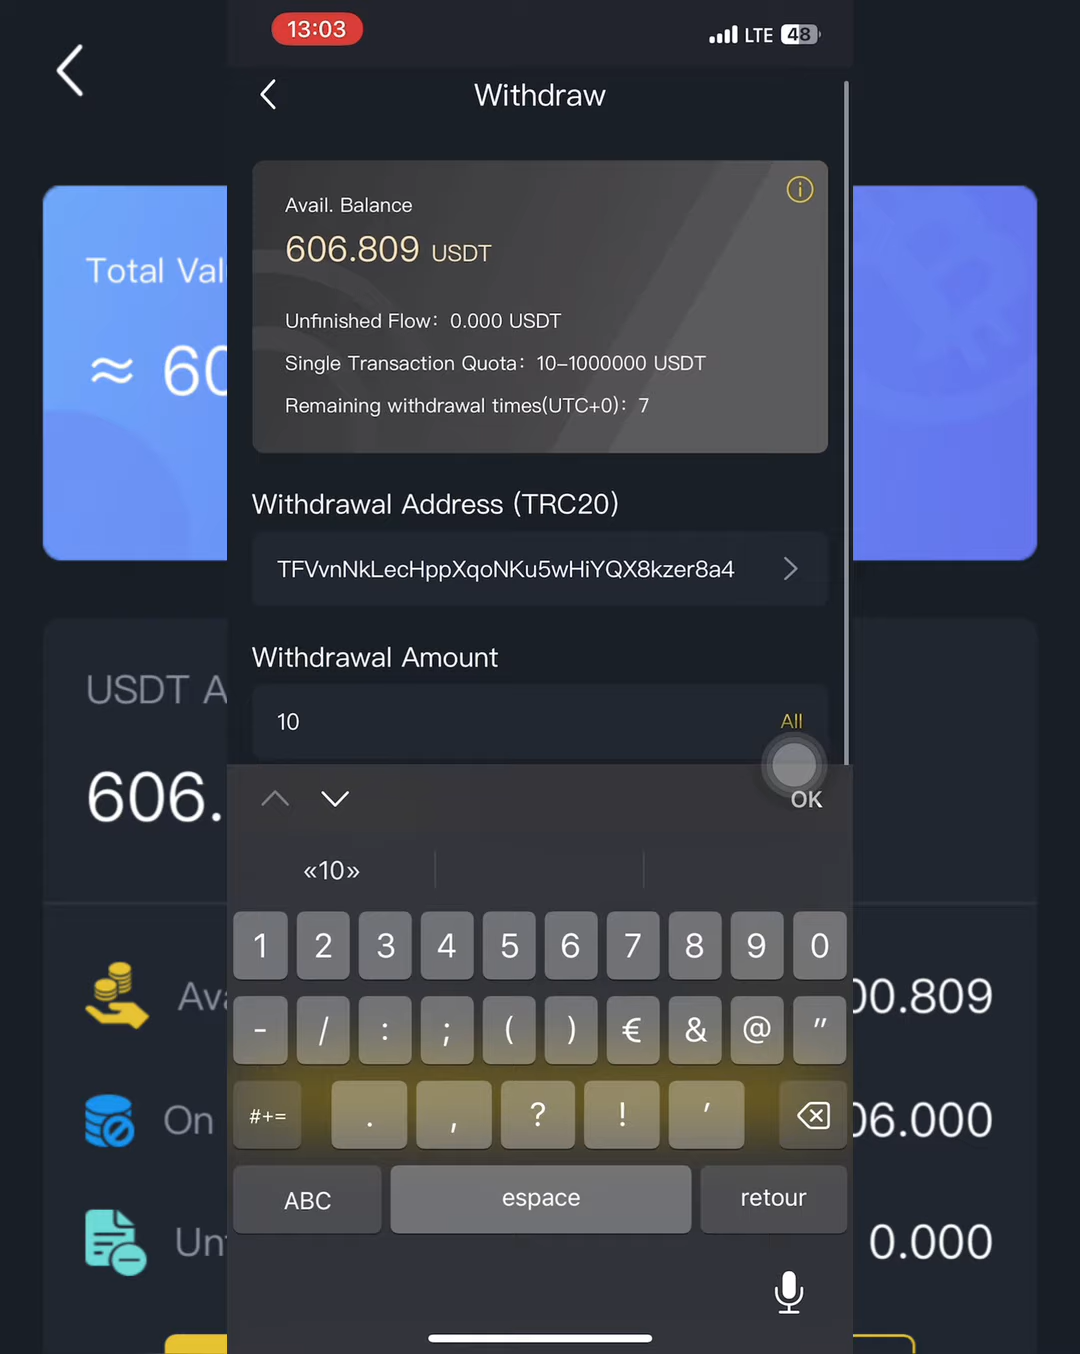 13:03
LTE 48
Withdraw
Total Val
≈ 60
Avail. Balance
606.809 USDT
Unfinished Flow: 0.000 USDT
Single Transaction Quota: 10-1000000 USDT
Remaining withdrawal times(UTC+0): 7
Withdrawal Address (TRC20)
TFVvnNkLecHppXqoNKu5wHiYQX8kzer8a4
Withdrawal Amount
10 All
USDT A
606.
OK
«10»
1 2 3 4 5 6 7 8 9 0
- / : ; ( ) € & @ "
#+= . , ? ! '
ABC espace retour
Ava
00.809
On
06.000
Un
0.000